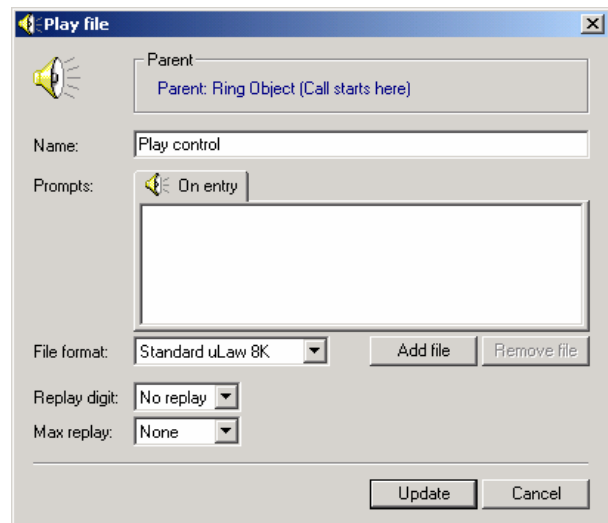 Play file
Parent
Parent: Ring Object (Call starts here)
Name: Play control
Prompts: On entry
File format: Standard uLaw 8K Add file Remove file
Replay digit: No replay
Max replay: None
Update Cancel